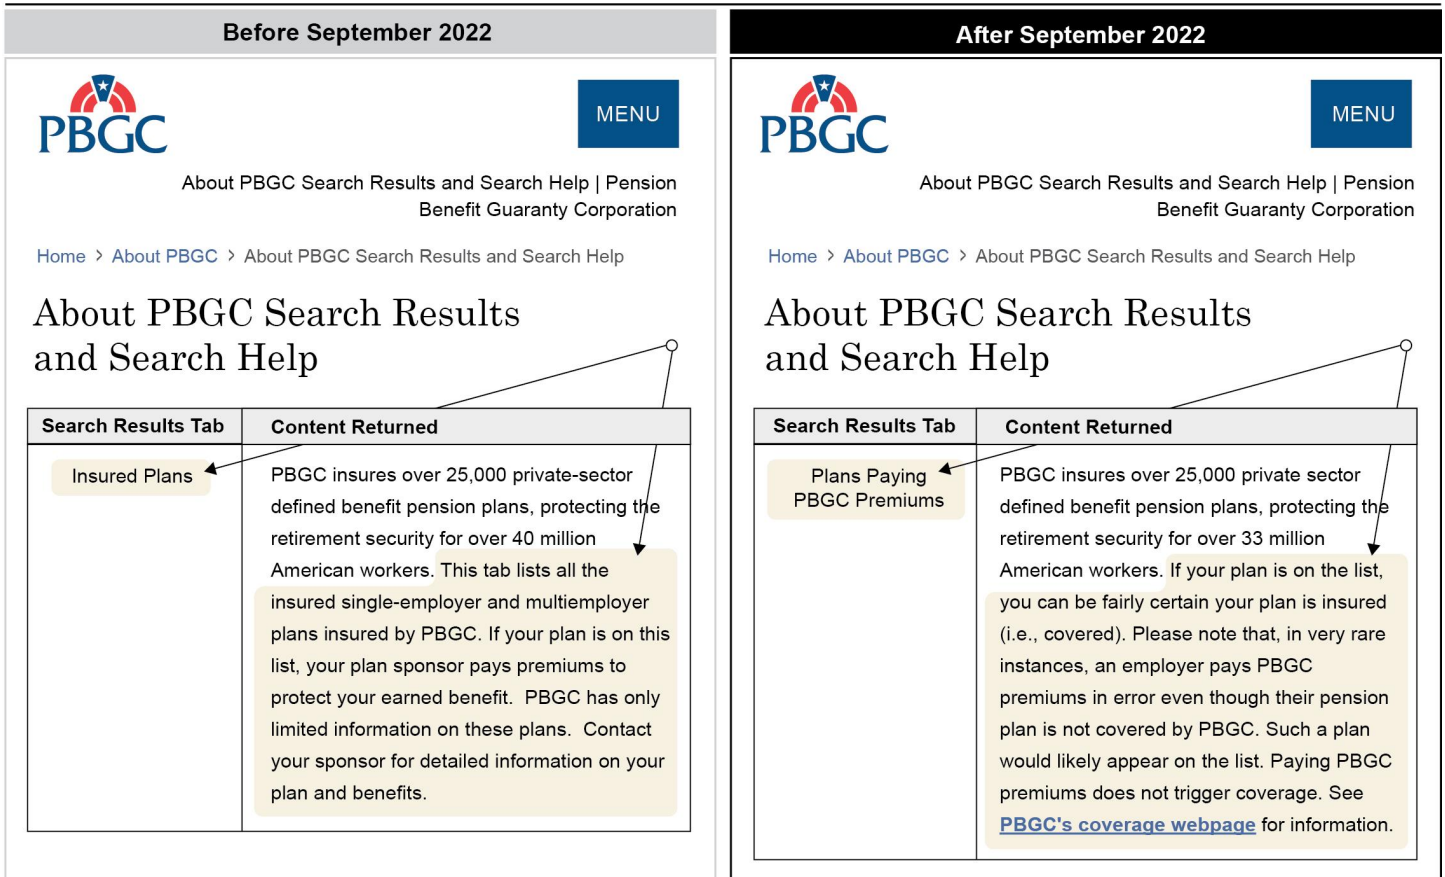 Before September 2022
PBGC
MENU
About PBGC Search Results and Search Help | Pension
Benefit Guaranty Corporation
Home > About PBGC > About PBGC Search Results and Search Help
About PBGC Search Results
and Search Help
Search Results Tab
Content Returned
Insured Plans
PBGC insures over 25,000 private-sector
defined benefit pension plans, protecting the
retirement security for over 40 million
American workers. This tab lists all the
insured single-employer and multiemployer
plans insured by PBGC. If your plan is on this
list, your plan sponsor pays premiums to
protect your earned benefit.  PBGC has only
limited information on these plans.  Contact
your sponsor for detailed information on your
plan and benefits.
After September 2022
PBGC
MENU
About PBGC Search Results and Search Help | Pension
Benefit Guaranty Corporation
Home > About PBGC > About PBGC Search Results and Search Help
About PBGC Search Results
and Search Help
Search Results Tab
Content Returned
Plans Paying
PBGC Premiums
PBGC insures over 25,000 private sector
defined benefit pension plans, protecting the
retirement security for over 33 million
American workers. If your plan is on the list,
you can be fairly certain your plan is insured
(i.e., covered). Please note that, in very rare
instances, an employer pays PBGC
premiums in error even though their pension
plan is not covered by PBGC. Such a plan
would likely appear on the list. Paying PBGC
premiums does not trigger coverage. See
PBGC's coverage webpage for information.